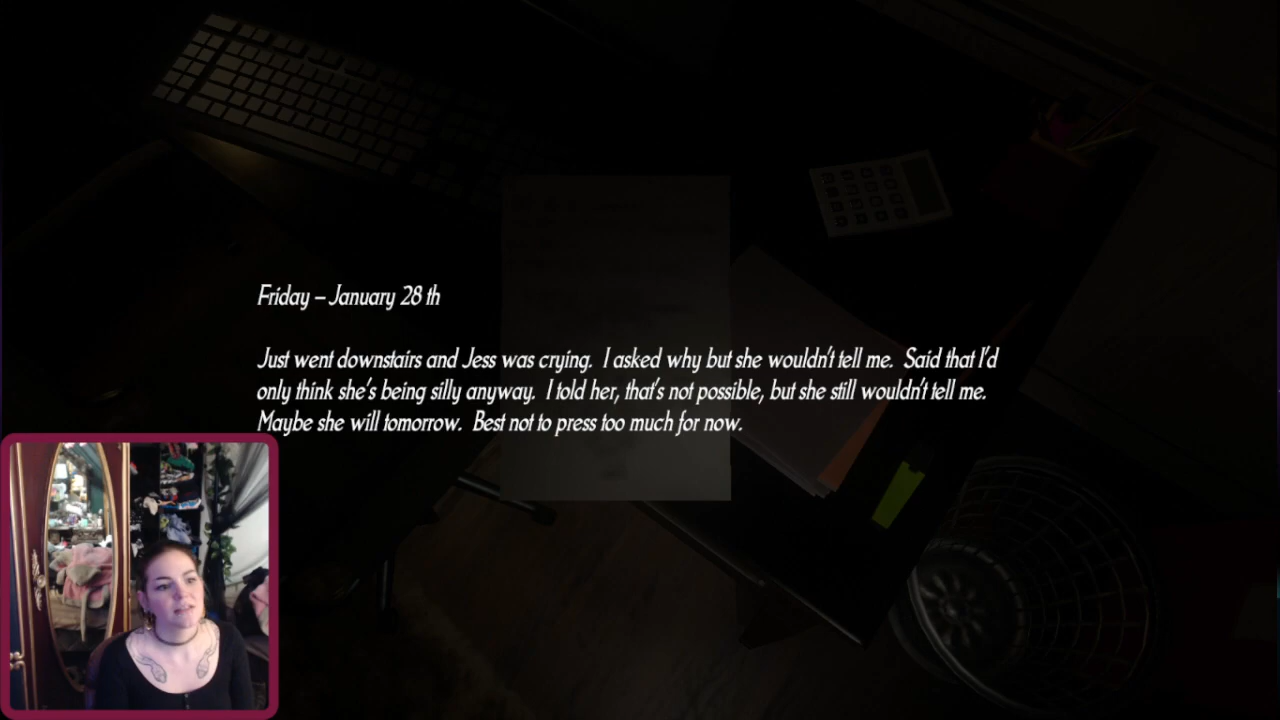 Friday – January 28 th
Just went downstairs and Jess was crying. I asked why but she wouldn't tell me. Said that I'd
only think she's being silly anyway. I told her, that's not possible, but she still wouldn't tell me.
Maybe she will tomorrow. Best not to press too much for now.